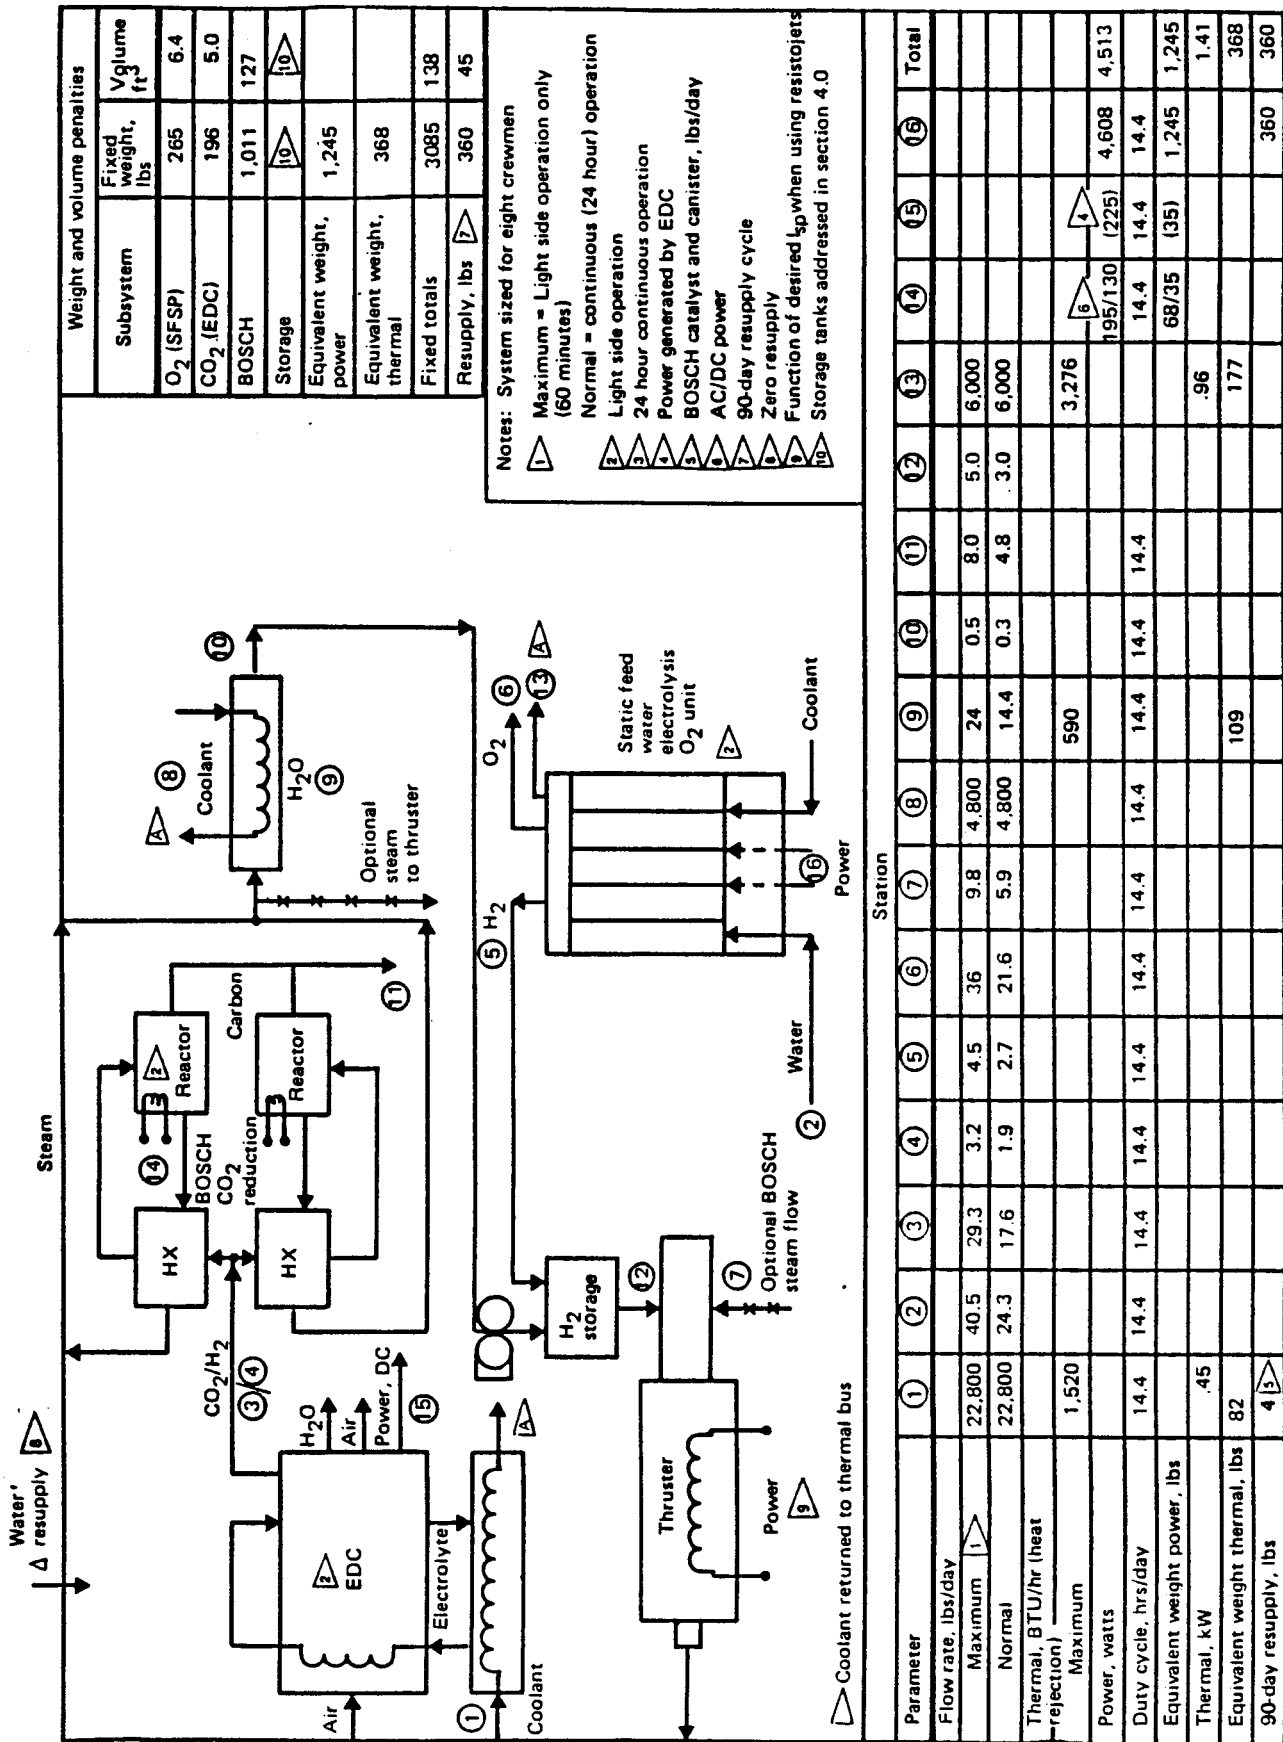 Water'
Δ resupply 8
Steam
CO2/H2
3/4
HX
HX
BOSCH
CO2
reduction
14
2
Reactor
Reactor
Carbon
11
A
8
Coolant
H2O
9
10
Optional
steam
to thruster
Air
2
EDC
H2O
Air
Power, DC
15
Electrolyte
1
Coolant
A
5 H2
O2
6
13 A
Static feed
water
electrolysis
O2 unit
2
H2
storage
12
7
Optional BOSCH
steam flow
Thruster
Power
9
Water
2
16
Power
Coolant
Coolant returned to thermal bus
Weight and volume penalties
Subsystem Fixed weight, lbs Volume ft3
O2 (SFSP) 265 6.4
CO2 (EDC) 196 5.0
BOSCH 1,011 127
Storage 10 10
Equivalent weight, power 1,245
Equivalent weight, thermal 368
Fixed totals 3085 138
Resupply, lbs 7 360 45
Notes: System sized for eight crewmen
1 Maximum = Light side operation only
(60 minutes)
Normal = continuous (24 hour) operation
2 Light side operation
3 24 hour continuous operation
4 Power generated by EDC
5 BOSCH catalyst and canister, lbs/day
6 AC/DC power
7 90-day resupply cycle
8 Zero resupply
9 Function of desired Isp when using resistojets
10 Storage tanks addressed in section 4.0
Station
Parameter 1 2 3 4 5 6 7 8 9 10 11 12 13 14 15 16 Total
Flow rate, lbs/day
Maximum 1 22,800 40.5 29.3 3.2 4.5 36 9.8 4,800 24 0.5 8.0 5.0 6,000
Normal 22,800 24.3 17.6 1.9 2.7 21.6 5.9 4,800 14.4 0.3 4.8 3.0 6,000
Thermal, BTU/hr (heat
rejection)
Maximum 1,520 590 3,276 6 4
Power, watts 195/130 (225) 4,608 4,513
Duty cycle, hrs/day 14.4 14.4 14.4 14.4 14.4 14.4 14.4 14.4 14.4 14.4 14.4 14.4 14.4 14.4
Equivalent weight power, lbs 68/35 (35) 1,245 1,245
Thermal, kW .45 .96 1.41
Equivalent weight thermal, lbs 82 109 177 368
90-day resupply, lbs 4 5 360 360